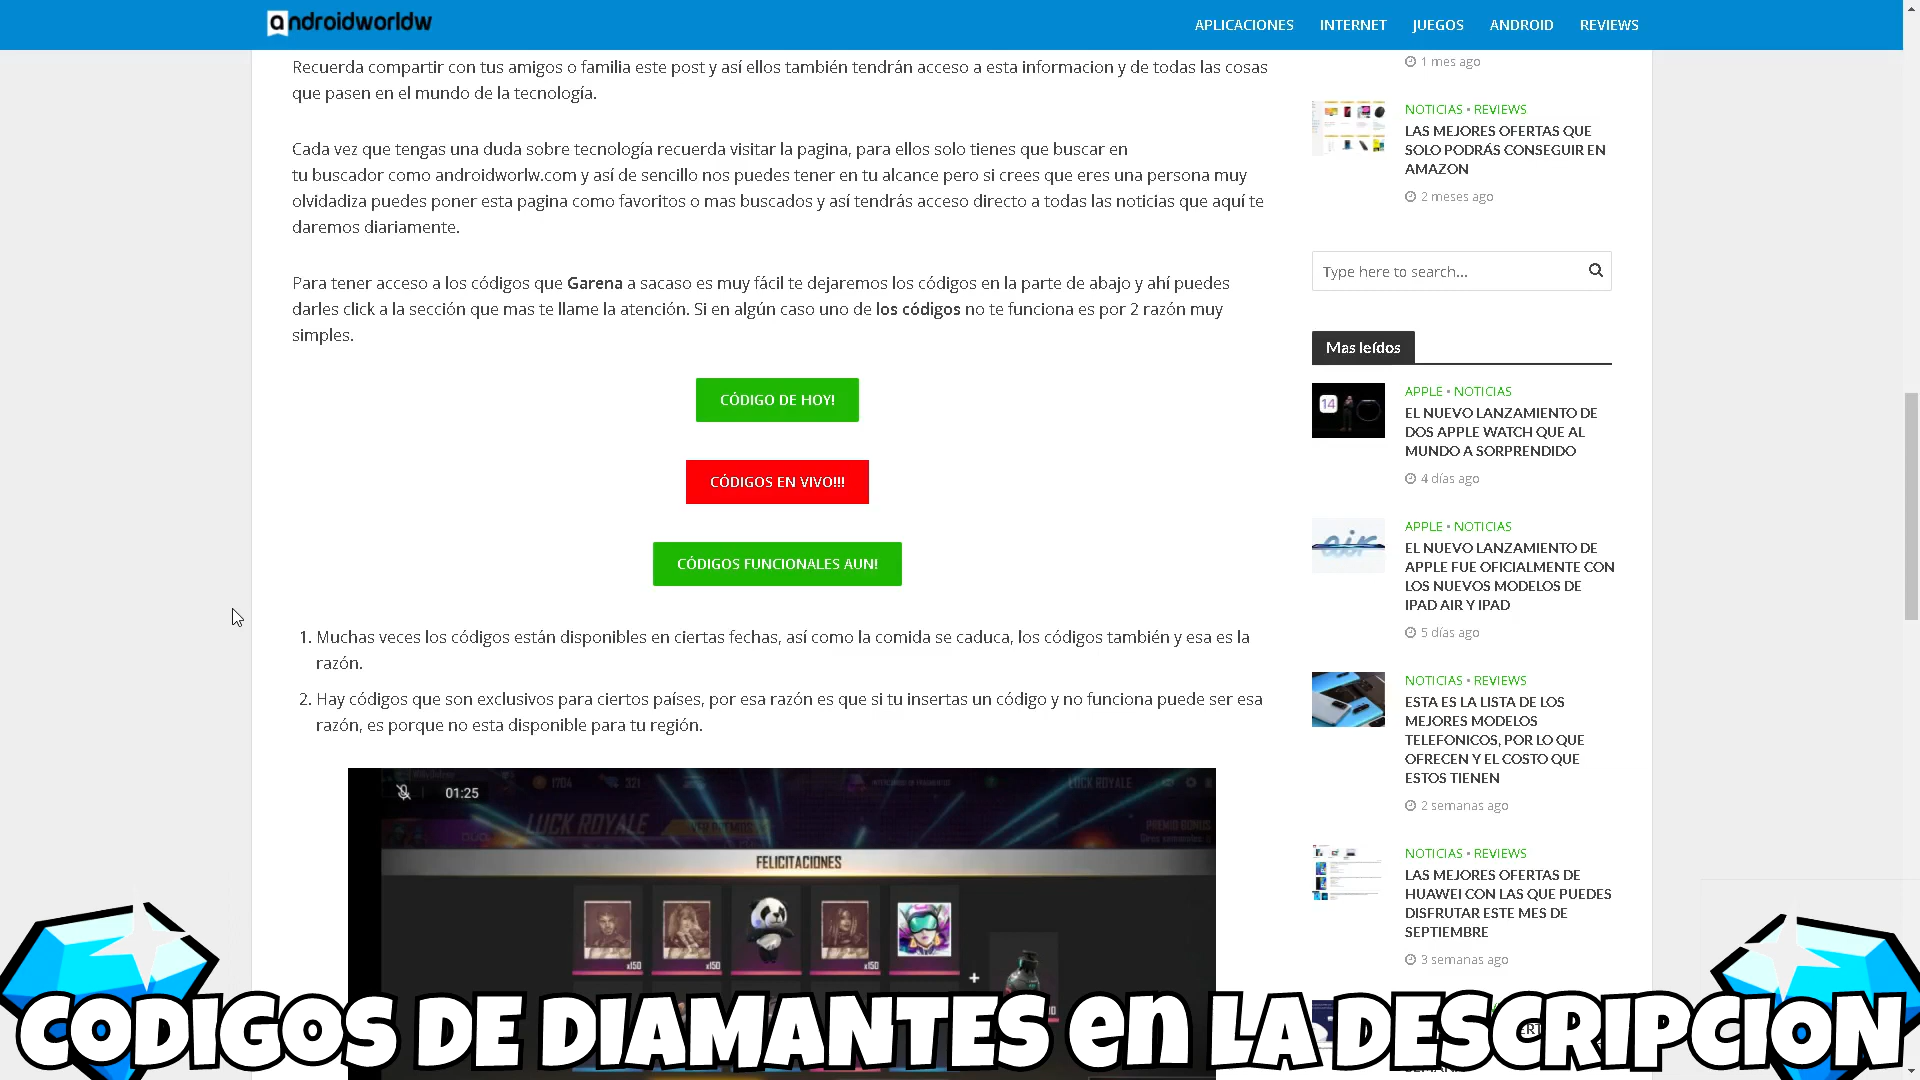 androidworldw
APLICACIONES INTERNET JUEGOS ANDROID REVIEWS
Recuerda compartir con tus amigos o familia este post y así ellos también tendrán acceso a esta informacion y de todas las cosas
que pasen en el mundo de la tecnología.
Cada vez que tengas una duda sobre tecnología recuerda visitar la pagina, para ellos solo tienes que buscar en
tu buscador como androidworlw.com y así de sencillo nos puedes tener en tu alcance pero si crees que eres una persona muy
olvidadiza puedes poner esta pagina como favoritos o mas buscados y así tendrás acceso directo a todas las noticias que aquí te
daremos diariamente.
Para tener acceso a los códigos que Garena a sacaso es muy fácil te dejaremos los códigos en la parte de abajo y ahí puedes
darles click a la sección que mas te llame la atención. Si en algún caso uno de los códigos no te funciona es por 2 razón muy
simples.
CÓDIGO DE HOY!
CÓDIGOS EN VIVO!!!
CÓDIGOS FUNCIONALES AUN!
1. Muchas veces los códigos están disponibles en ciertas fechas, así como la comida se caduca, los códigos también y esa es la
razón.
2. Hay códigos que son exclusivos para ciertos países, por esa razón es que si tu insertas un código y no funciona puede ser esa
razón, es porque no esta disponible para tu región.
01:25
1704
321
LUCK ROYALE
LUCK ROYALE
FELICITACIONES
x150
x150
x150
+
1 mes ago
NOTICIAS • REVIEWS
LAS MEJORES OFERTAS QUE
SOLO PODRÁS CONSEGUIR EN
AMAZON
2 meses ago
Type here to search...
Mas leídos
14
APPLE • NOTICIAS
EL NUEVO LANZAMIENTO DE
DOS APPLE WATCH QUE AL
MUNDO A SORPRENDIDO
4 días ago
air
APPLE • NOTICIAS
EL NUEVO LANZAMIENTO DE
APPLE FUE OFICIALMENTE CON
LOS NUEVOS MODELOS DE
IPAD AIR Y IPAD
5 días ago
NOTICIAS • REVIEWS
ESTA ES LA LISTA DE LOS
MEJORES MODELOS
TELEFONICOS, POR LO QUE
OFRECEN Y EL COSTO QUE
ESTOS TIENEN
2 semanas ago
NOTICIAS • REVIEWS
LAS MEJORES OFERTAS DE
HUAWEI CON LAS QUE PUEDES
DISFRUTAR ESTE MES DE
SEPTIEMBRE
3 semanas ago
CODIGOS DE DIAMANTES en LA DESCRIPCION